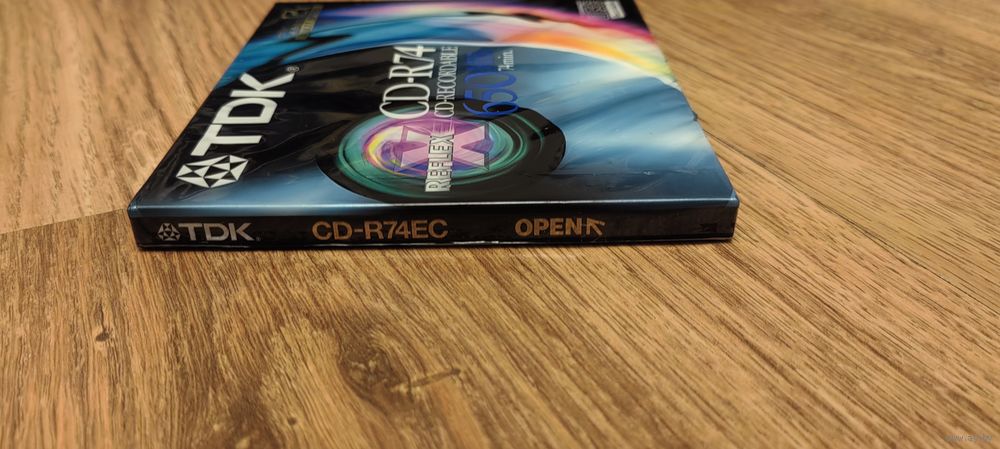 TDK®
CD-R74
CD-RECORDABLE
650MB
74min.
REFLEX
TDK®
CD-R74EC
OPEN